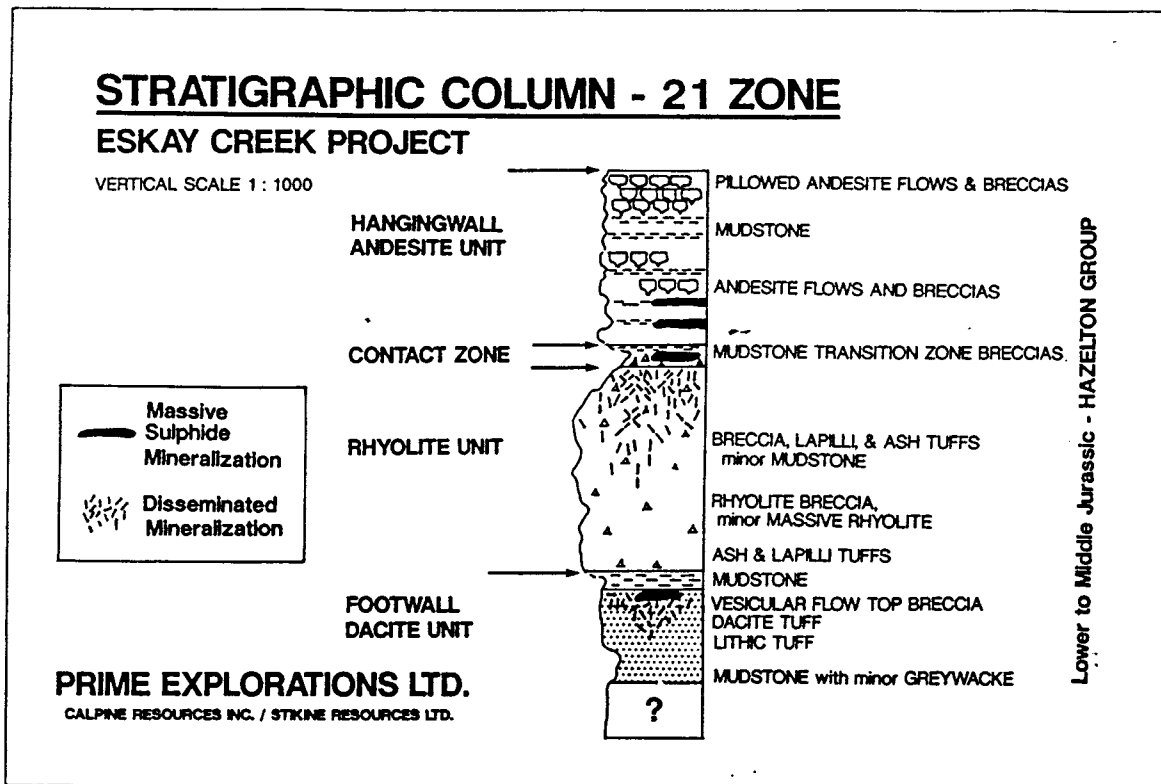 STRATIGRAPHIC COLUMN - 21 ZONE
ESKAY CREEK PROJECT
VERTICAL SCALE 1 : 1000
HANGINGWALL
ANDESITE UNIT
CONTACT ZONE
RHYOLITE UNIT
FOOTWALL
DACITE UNIT
PILLOWED ANDESITE FLOWS & BRECCIAS
MUDSTONE
ANDESITE FLOWS AND BRECCIAS
MUDSTONE TRANSITION ZONE BRECCIAS
BRECCIA, LAPILLI, & ASH TUFFS
minor MUDSTONE
RHYOLITE BRECCIA,
minor MASSIVE RHYOLITE
ASH & LAPILLI TUFFS
MUDSTONE
VESICULAR FLOW TOP BRECCIA
DACITE TUFF
LITHIC TUFF
MUDSTONE with minor GREYWACKE
?
Lower to Middle Jurassic - HAZELTON GROUP
Massive
Sulphide
Mineralization
Disseminated
Mineralization
PRIME EXPLORATIONS LTD.
CALPINE RESOURCES INC. / STIKINE RESOURCES LTD.